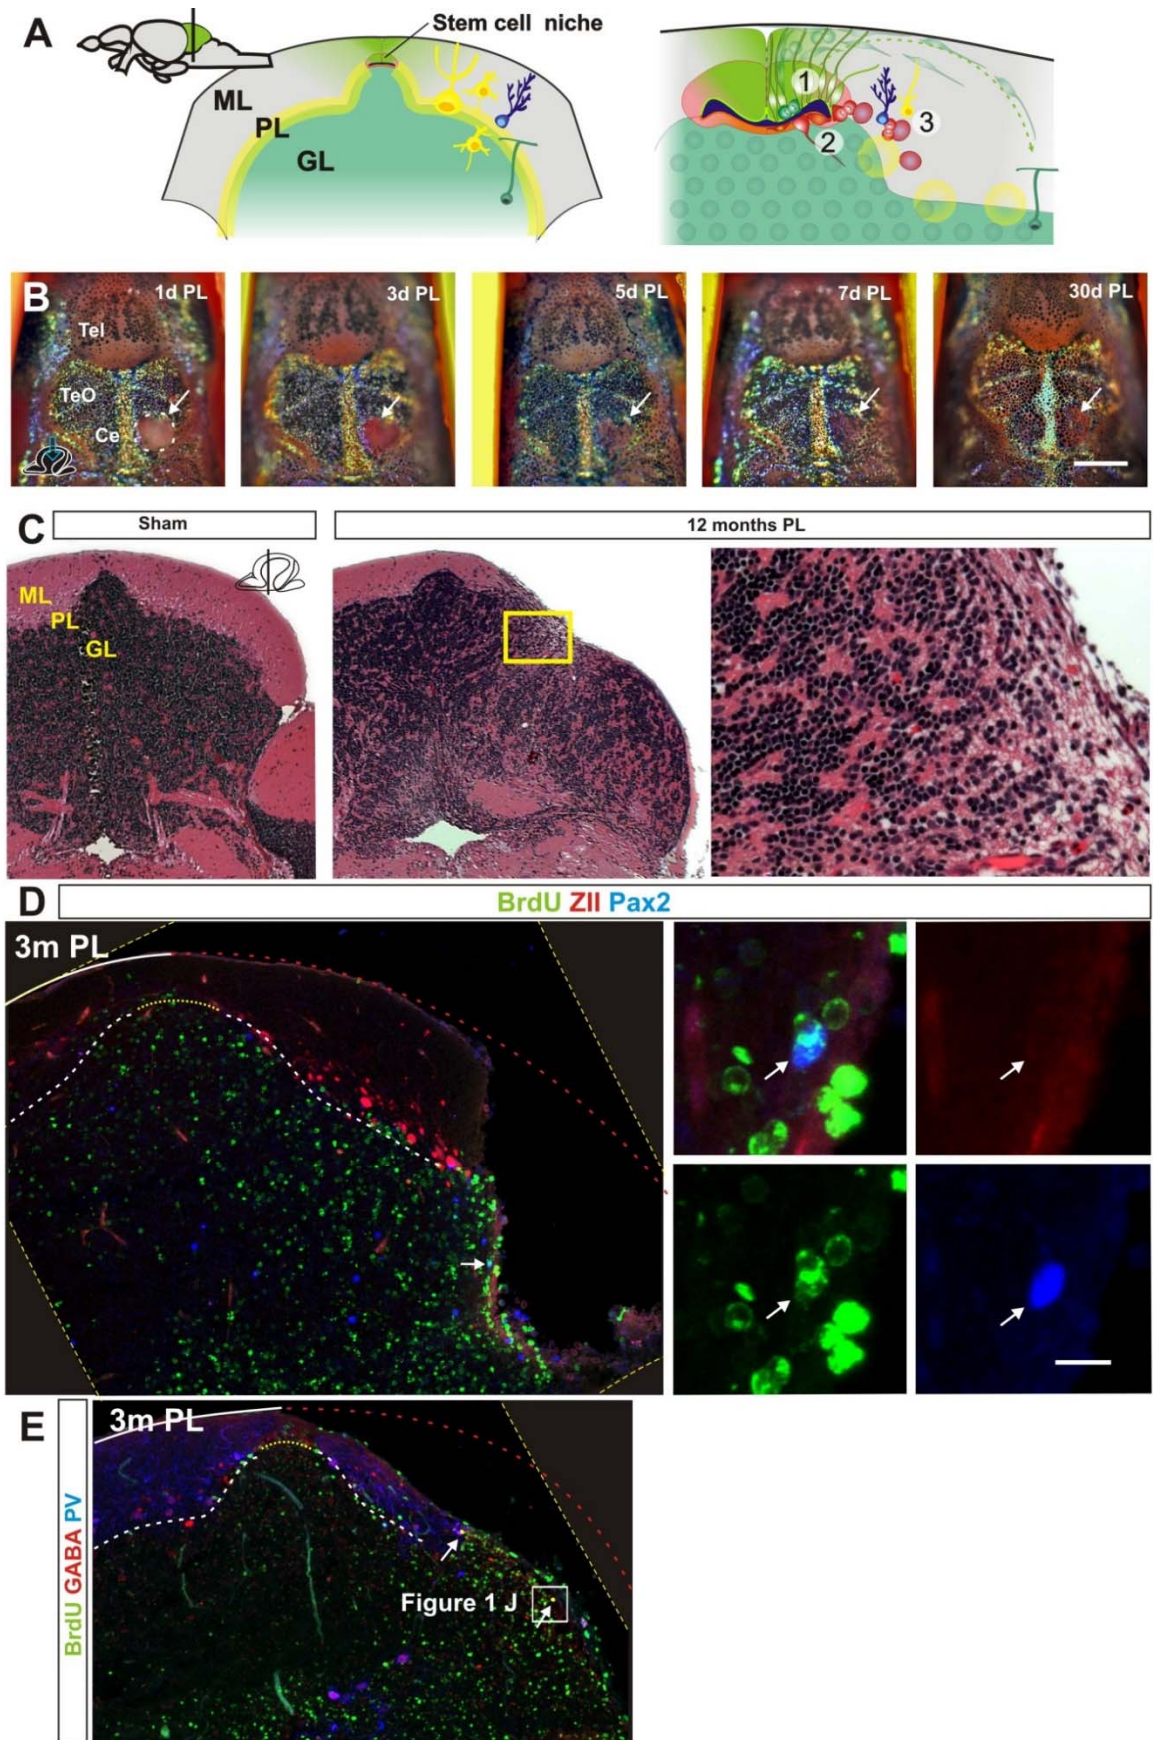 A
Stem cell niche
ML
PL
GL
1
2
3
B
1d PL
3d PL
5d PL
7d PL
30d PL
Tel
TeO
Ce
C
Sham
12 months PL
ML
PL
GL
D
BrdU ZII Pax2
3m PL
E
BrdU GABA PV
3m PL
Figure 1 J